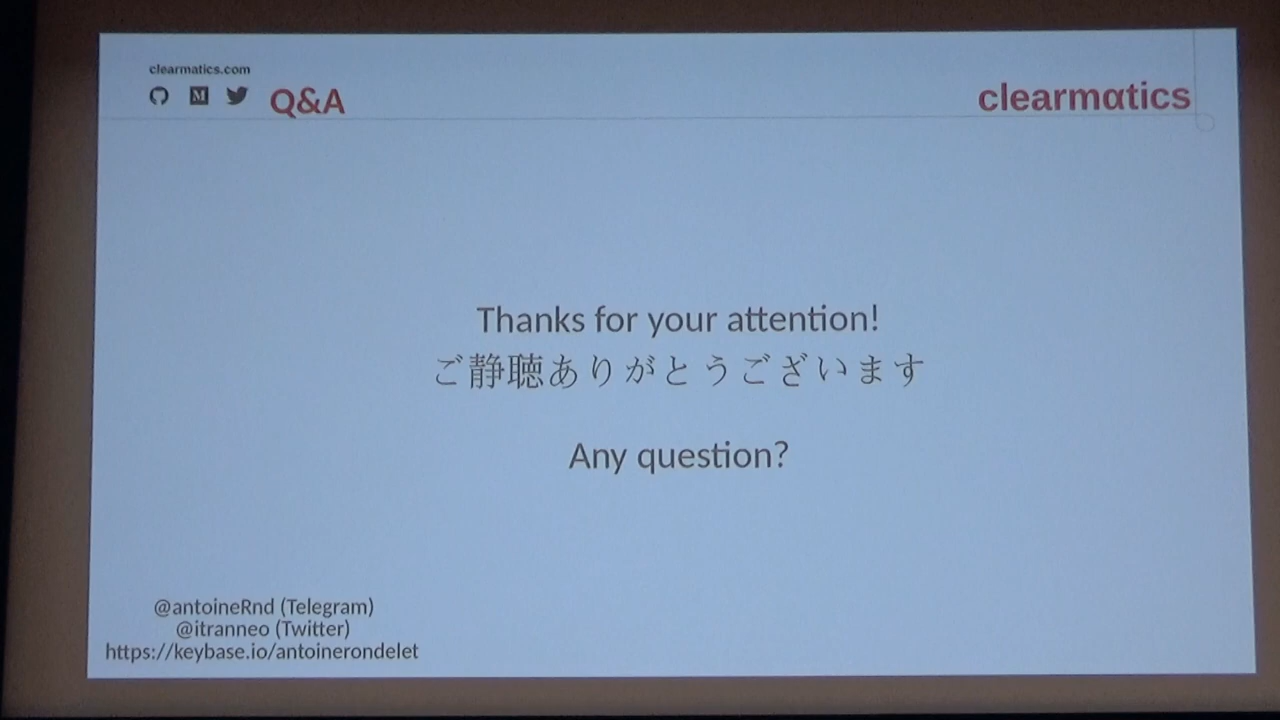 clearmatics.com
Q&A
clearmαtics
Thanks for your attention!
ご静聴ありがとうございます
Any question?
@antoineRnd (Telegram)
@itranneo (Twitter)
https://keybase.io/antoinerondelet